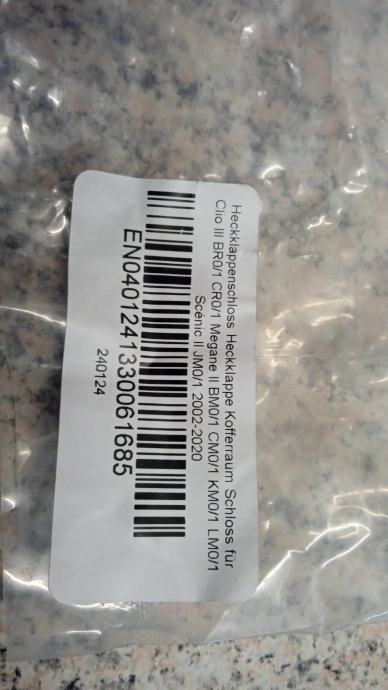 Heckklappenschloss Heckklappe Kofferraum Schloss für
Clio III BR0/1 CR0/1 Megane II BM0/1 CM0/1 KM0/1 LM0/1
Scénic II JM0/1 2002-2020
EN0401241330061685
240124